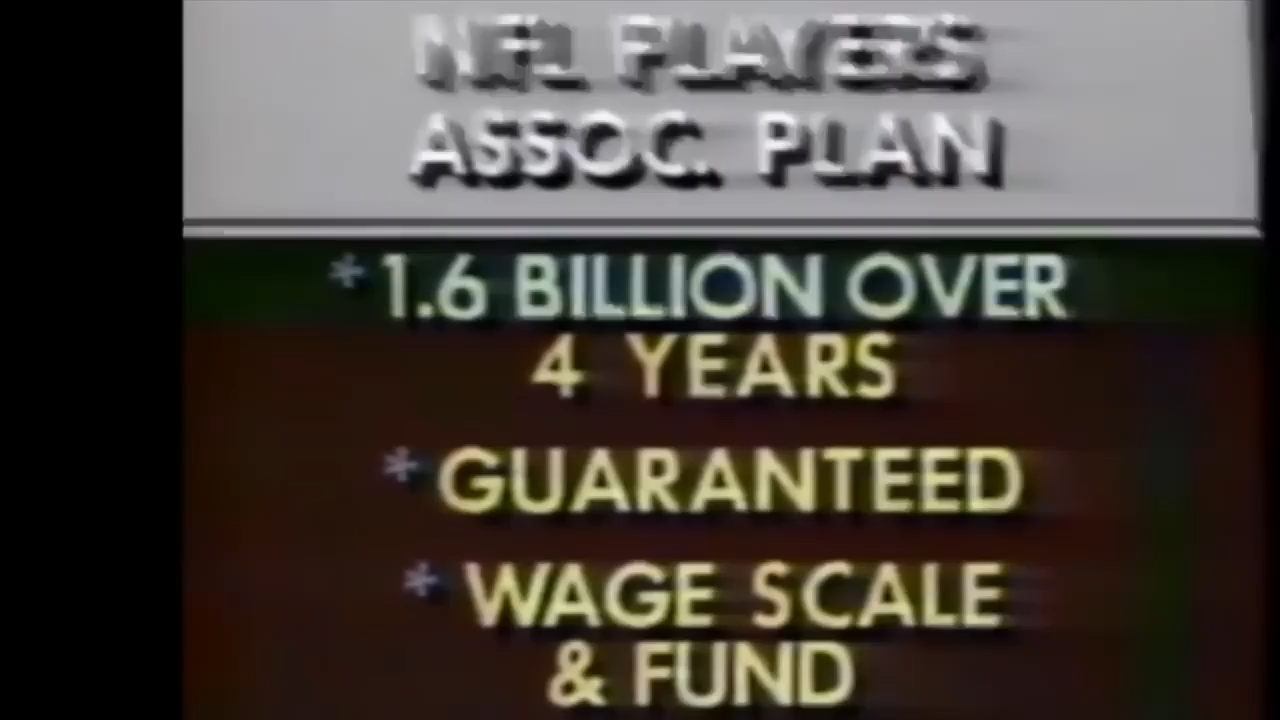 NFL PLAYERS
ASSOC. PLAN
* 1.6 BILLION OVER
4 YEARS
* GUARANTEED
* WAGE SCALE
& FUND